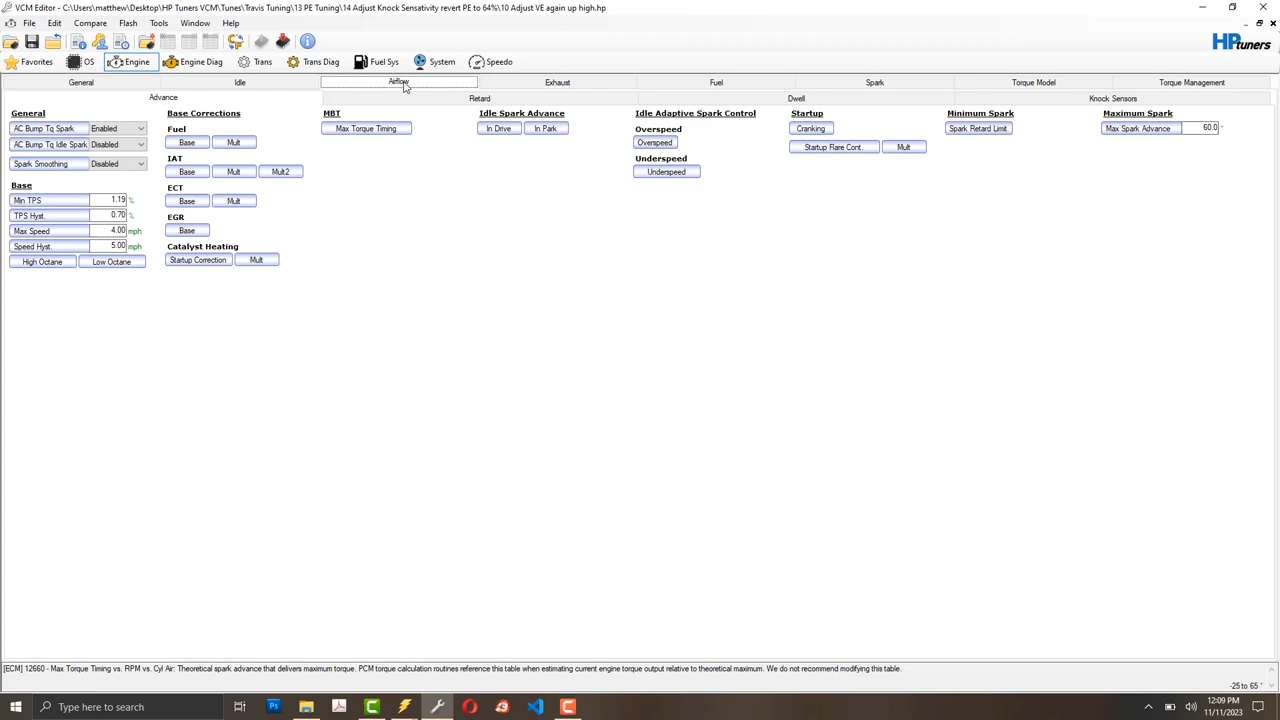 VCM Editor - C:\Users\matthew\Desktop\HP Tuners VCM\Tunes\Travis Tuning\13 PE Tuning\14 Adjust Knock Sensativity revert PE to 64%\10 Adjust VE again up high.hp
File Edit Compare Flash Tools Window Help
HPtuners
Favorites OS Engine Engine Diag Trans Trans Diag Fuel Sys System Speedo
General Idle Airflow Exhaust Fuel Spark Torque Model Torque Management
Advance Retard Dwell Knock Sensors
General Base Corrections MBT Idle Spark Advance Idle Adaptive Spark Control Startup Minimum Spark Maximum Spark
AC Bump Tq Spark Enabled Fuel Max Torque Timing In Drive In Park Overspeed Cranking Spark Retard Limit Max Spark Advance 60.0 °
AC Bump Tq Idle Spark Disabled Base Mult Overspeed Startup Flare Cont. Mult
Spark Smoothing Disabled IAT Underspeed
Base Mult Mult2 Underspeed
Base ECT
Min TPS 1.19 % Base Mult
TPS Hyst. 0.70 % EGR
Max Speed 4.00 mph Base
Speed Hyst. 5.00 mph Catalyst Heating
High Octane Low Octane Startup Correction Mult
[ECM] 12660 - Max Torque Timing vs. RPM vs. Cyl Air: Theoretical spark advance that delivers maximum torque. PCM torque calculation routines reference this table when estimating current engine torque output relative to theoretical maximum. We do not recommend modifying this table.
-25 to 65 °
Type here to search
12:09 PM
11/11/2023